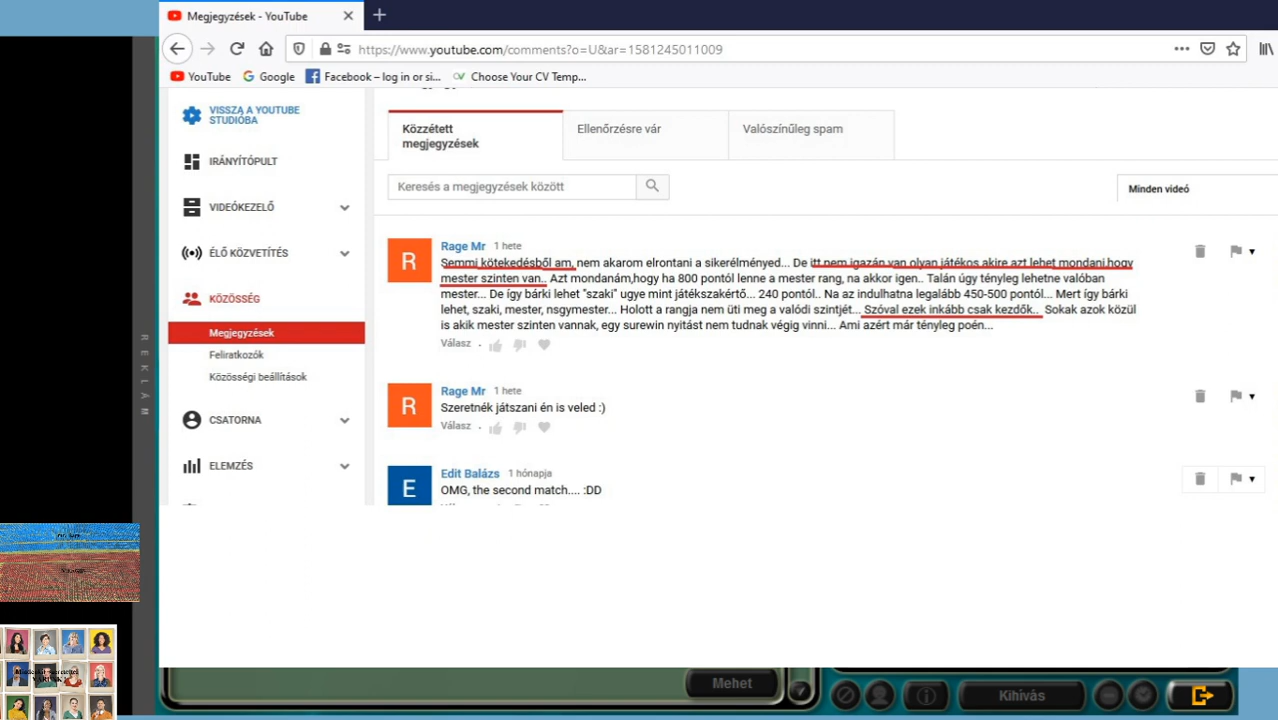 Megjegyzések - YouTube
https://www.youtube.com/comments?o=U&ar=1581245011009
YouTube
Google
Facebook – log in or si...
Choose Your CV Temp...
VISSZA A YOUTUBE
STÚDIÓBA
IRÁNYÍTÓPULT
VIDEÓKEZELŐ
ÉLŐ KÖZVETÍTÉS
KÖZÖSSÉG
Megjegyzések
Feliratkozók
Közösségi beállítások
CSATORNA
ELEMZÉS
REKLÁM
Közzétett
megjegyzések
Ellenőrzésre vár
Valószínűleg spam
Keresés a megjegyzések között
Minden videó
R
Rage Mr 1 hete
Semmi kötekedésből am, nem akarom elrontani a sikerélményed... De itt nem igazán van olyan játékos akire azt lehet mondani,hogy
mester szinten van.. Azt mondanám,hogy ha 800 pontól lenne a mester rang, na akkor igen.. Talán úgy tényleg lehetne valóban
mester... De így bárki lehet "szaki" ugye mint játékszakértő... 240 pontól.. Na az indulhatna legalább 450-500 pontól... Mert így bárki
lehet, szaki, mester, nsgymester... Holott a rangja nem üti meg a valódi szintjét... Szóval ezek inkább csak kezdők.. Sokak azok közül
is akik mester szinten vannak, egy surewin nyitást nem tudnak végig vinni... Ami azért már tényleg poén...
Válasz
R
Rage Mr 1 hete
Szeretnék játszani én is veled :)
Válasz
E
Edit Balázs 1 hónapja
OMG, the second match.... :DD
Mehet
Kihívás